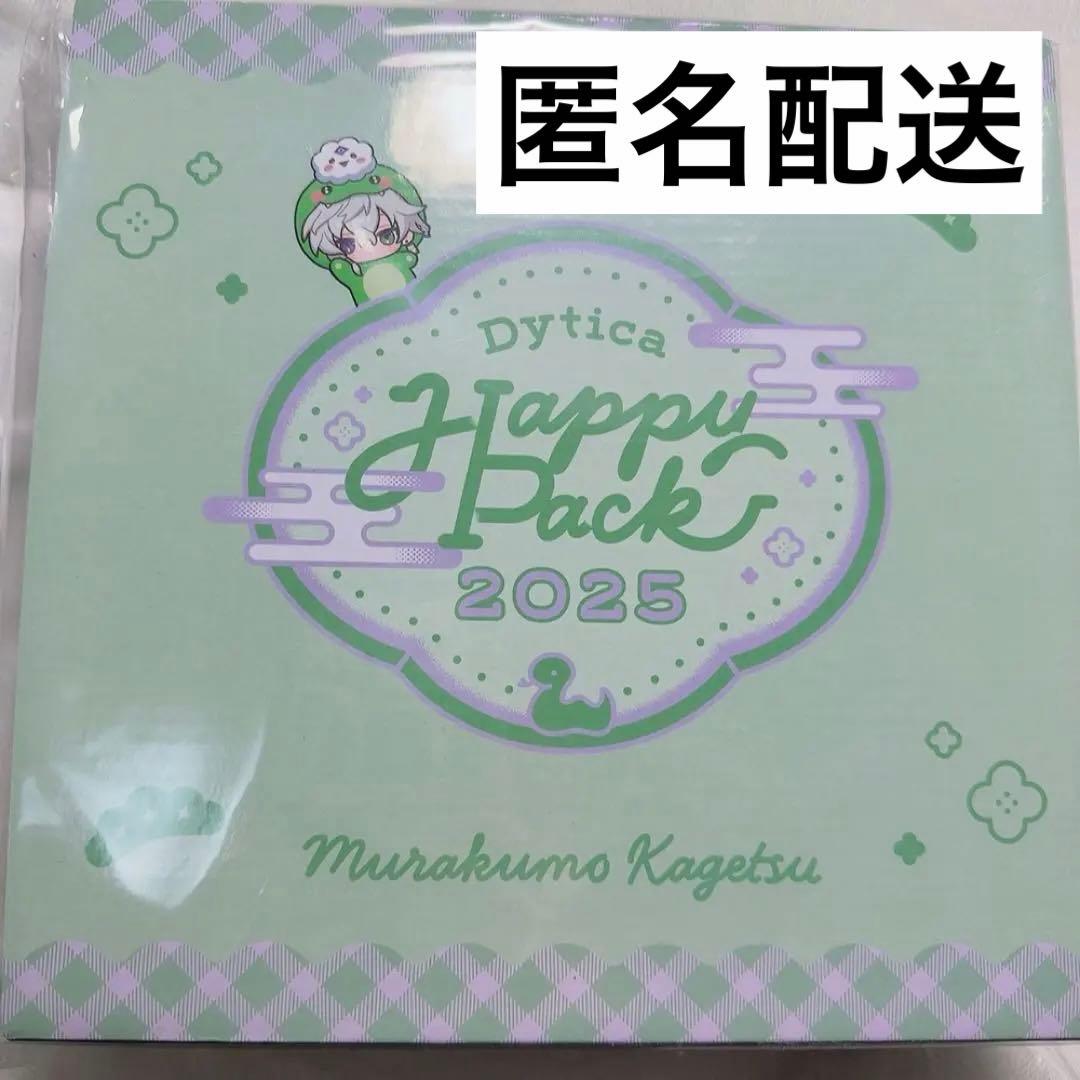 匿名配送
Dytica
Happy
Pack
2025
Murakumo Kagetsu